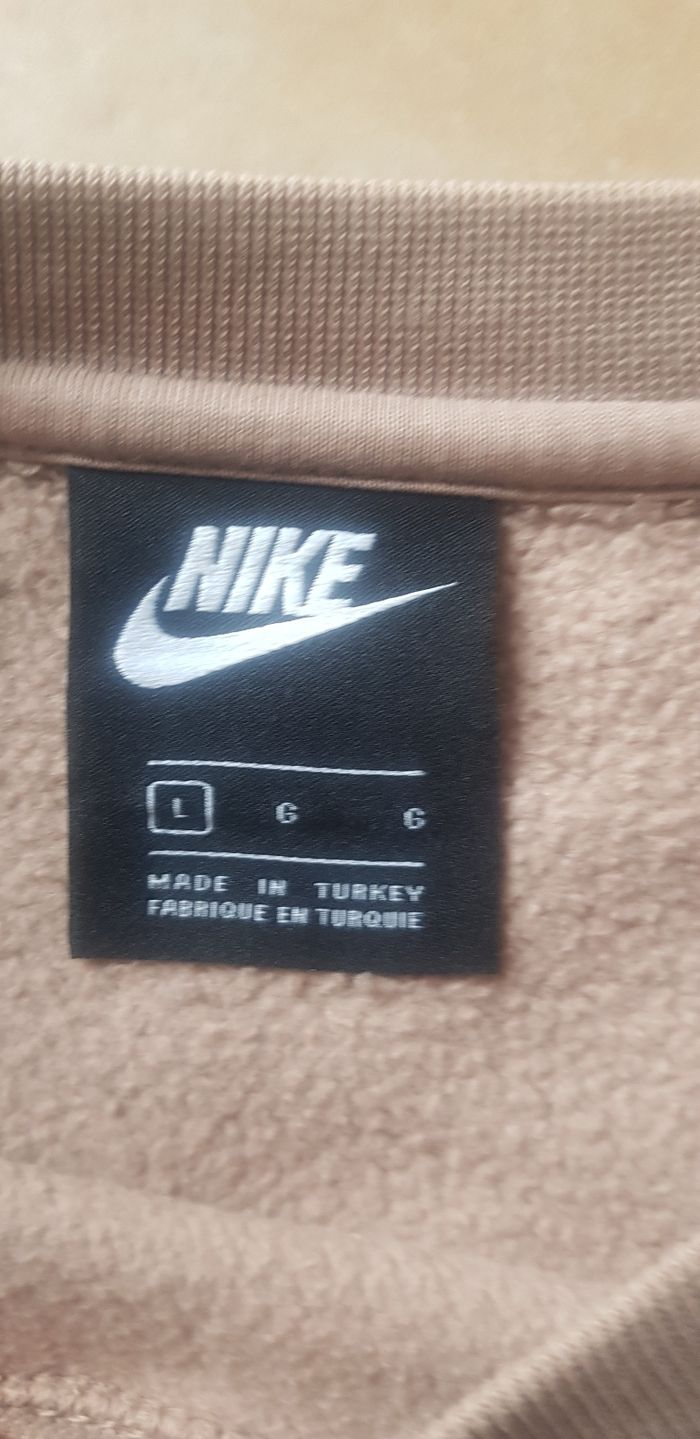 NIKE
L G G
MADE IN TURKEY
FABRIQUE EN TURQUIE